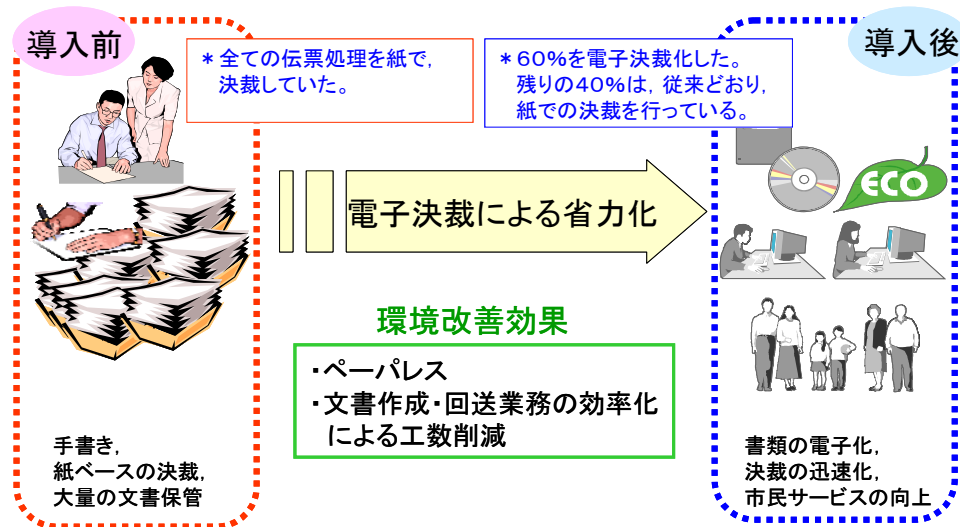 導入前
＊全ての伝票処理を紙で，
決裁していた。
＊60％を電子決裁化した。
残りの40％は，従来どおり，
紙での決裁を行っている。
導入後
ECO
電子決裁による省力化
環境改善効果
・ペーパレス
・文書作成・回送業務の効率化
による工数削減
手書き，
紙ベースの決裁，
大量の文書保管
書類の電子化，
決裁の迅速化，
市民サービスの向上